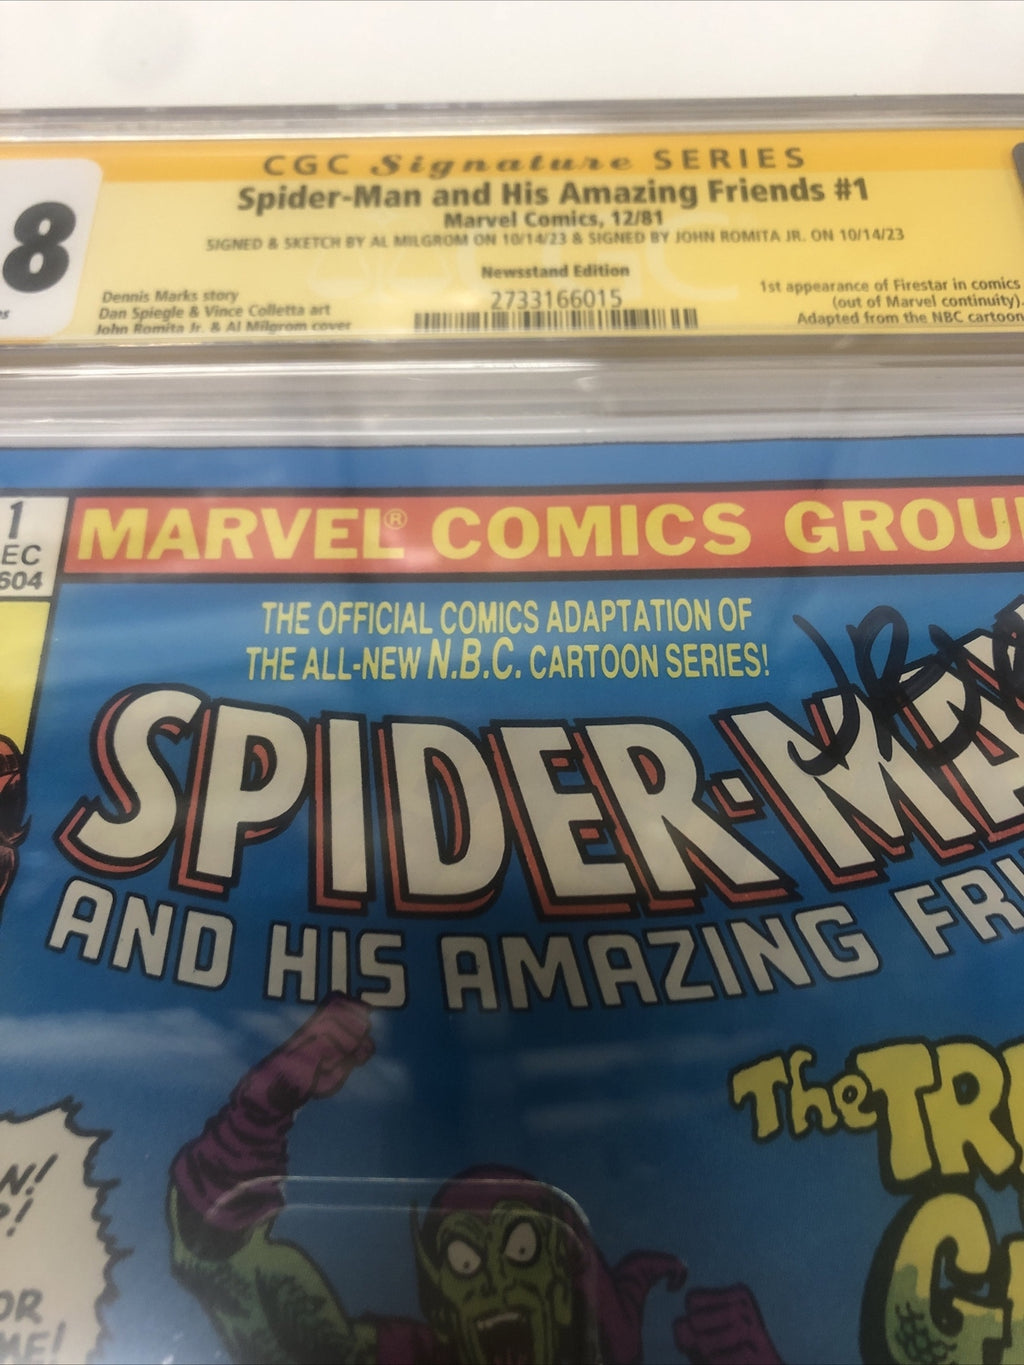 CGC Signature SERIES
Spider-Man and His Amazing Friends #1
Marvel Comics, 12/81
SIGNED & SKETCH BY AL MILGROM ON 10/14/23 & SIGNED BY JOHN ROMITA JR. ON 10/14/23
8
Newsstand Edition
2733166015
Dennis Marks story
Dan Spiegle & Vince Colletta art
John Romita Jr. & Al Milgrom cover
1st appearance of Firestar in comics
(out of Marvel continuity).
Adapted from the NBC cartoon
1
EC
604
MARVEL® COMICS GROU
THE OFFICIAL COMICS ADAPTATION OF
THE ALL-NEW N.B.C. CARTOON SERIES!
SPIDER-MA
AND HIS AMAZING FRI
The TR
G
N!
P!
OR
ME!